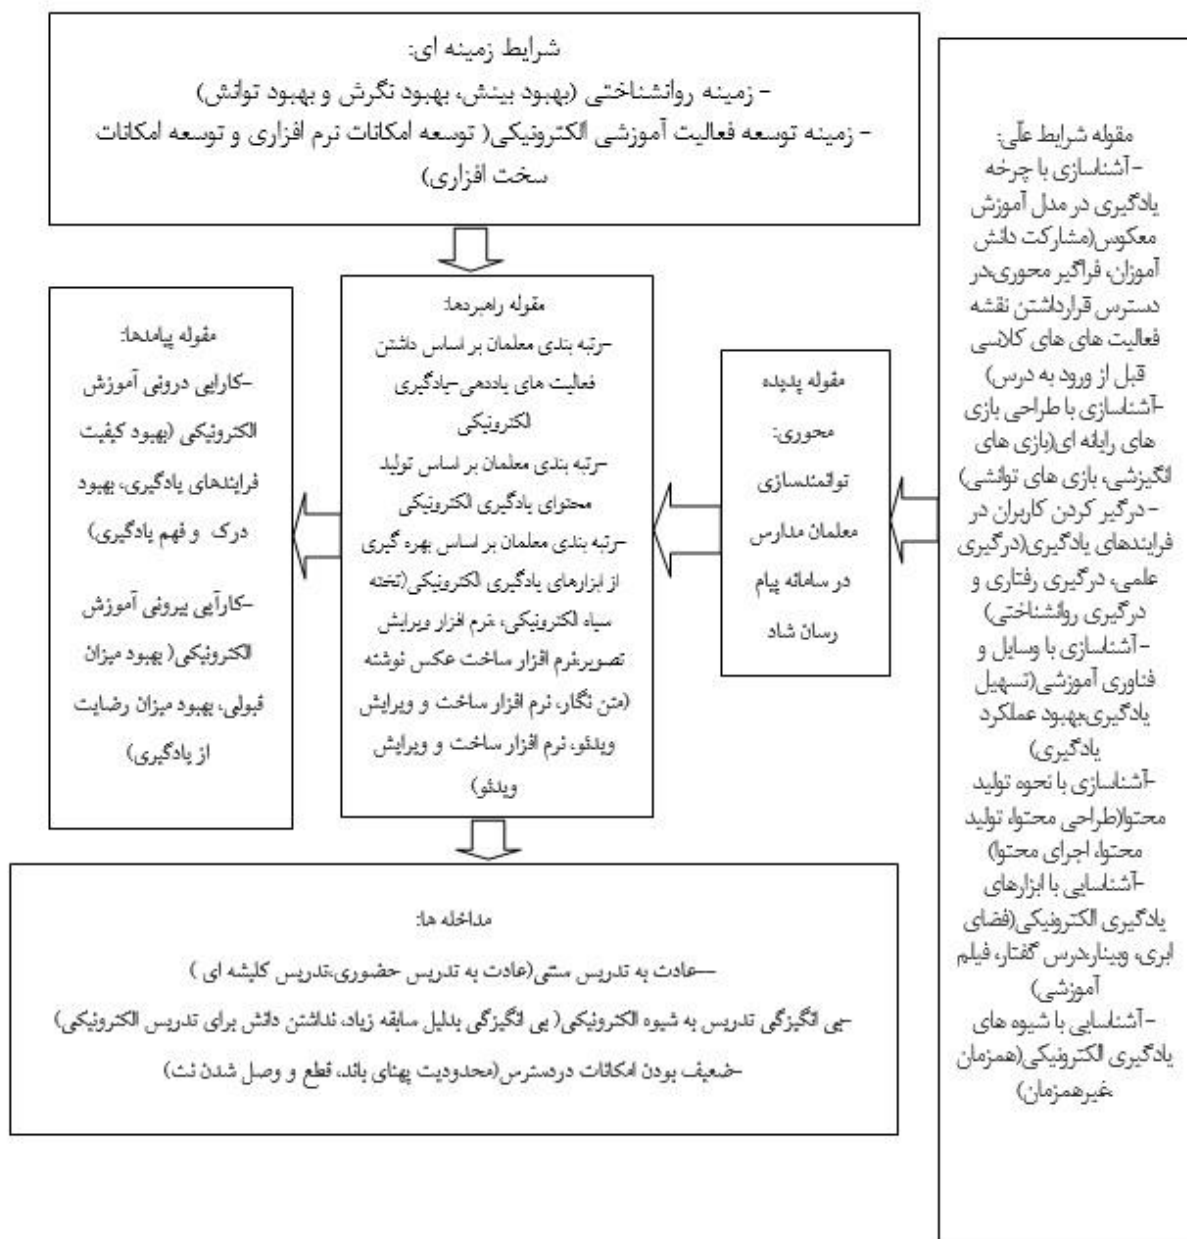 شرایط زمینه ای:
- زمینه روانشناختی (بهبود بینش، بهبود نگرش و بهبود توانش)
- زمینه توسعه فعالیت آموزشی الکترونیکی( توسعه امکانات نرم افزاری و توسعه امکانات
سخت افزاری)
مقوله شرایط علّی:
-آشناسازی با چرخه
یادگیری در مدل آموزش
معکوس(مشارکت دانش
آموزان، فراگیر محوری،در
دسترس قرارداشتن نقشه
فعالیت های های کلاسی
قبل از ورود به درس)
-آشناسازی با طراحی بازی
های رایانه ای(بازی های
انگیزشی، بازی های توانشی)
-درگیر کردن کاربران در
فرایندهای یادگیری(درگیری
علمی، درگیری رفتاری و
درگیری روانشناختی)
-آشناسازی با وسایل و
فناوری آموزشی(تسهیل
یادگیری،بهبود عملکرد
یادگیری)
-آشناسازی با نحوه تولید
محتوا(طراحی محتوا، تولید
محتوا، اجرای محتوا)
-آشناسایی با ابزارهای
یادگیری الکترونیکی(فضای
ابری، وبینار،درس گفتار، فیلم
آموزشی)
-آشناسایی با شیوه های
یادگیری الکترونیکی(همزمان
،غیرهمزمان)
مقوله پدیده
محوری:
توانمندسازی
معلمان مدارس
در سامانه پیام
رسان شاد
مقوله راهبردها:
-رتبه بندی معلمان بر اساس داشتن
فعالیت های یاددهی-یادگیری
الکترونیکی
-رتبه بندی معلمان بر اساس تولید
محتوای یادگیری الکترونیکی
-رتبه بندی معلمان بر اساس بهره گیری
از ابزارهای یادگیری الکترونیکی(تخته
سیاه الکترونیکی، ،نرم افزار ویرایش
تصویر،نرم افزار ساخت عکس نوشته
(متن نگار، نرم افزار ساخت و ویرایش
ویدئو، نرم افزار ساخت و ویرایش
ویدئو)
مقوله پیامدها:
-کارایی درونی آموزش
الکترونیکی (بهبود کیفیت
فرایندهای یادگیری، بهبود
درک و فهم یادگیری)
-کارآیی بیرونی آموزش
الکترونیکی( بهبود میزان
قبولی، بهبود میزان رضایت
از یادگیری)
مداخله ها:
--عادت به تدریس سنتی(عادت به تدریس حضوری،تدریس کلیشه ای )
-بی انگیزگی تدریس به شیوه الکترونیکی( بی انگیزگی بدلیل سابقه زیاد، نداشتن دانش برای تدریس الکترونیکی)
-ضعیف بودن امکانات دردسترس(محدودیت پهنای باند، قطع و وصل شدن نت)